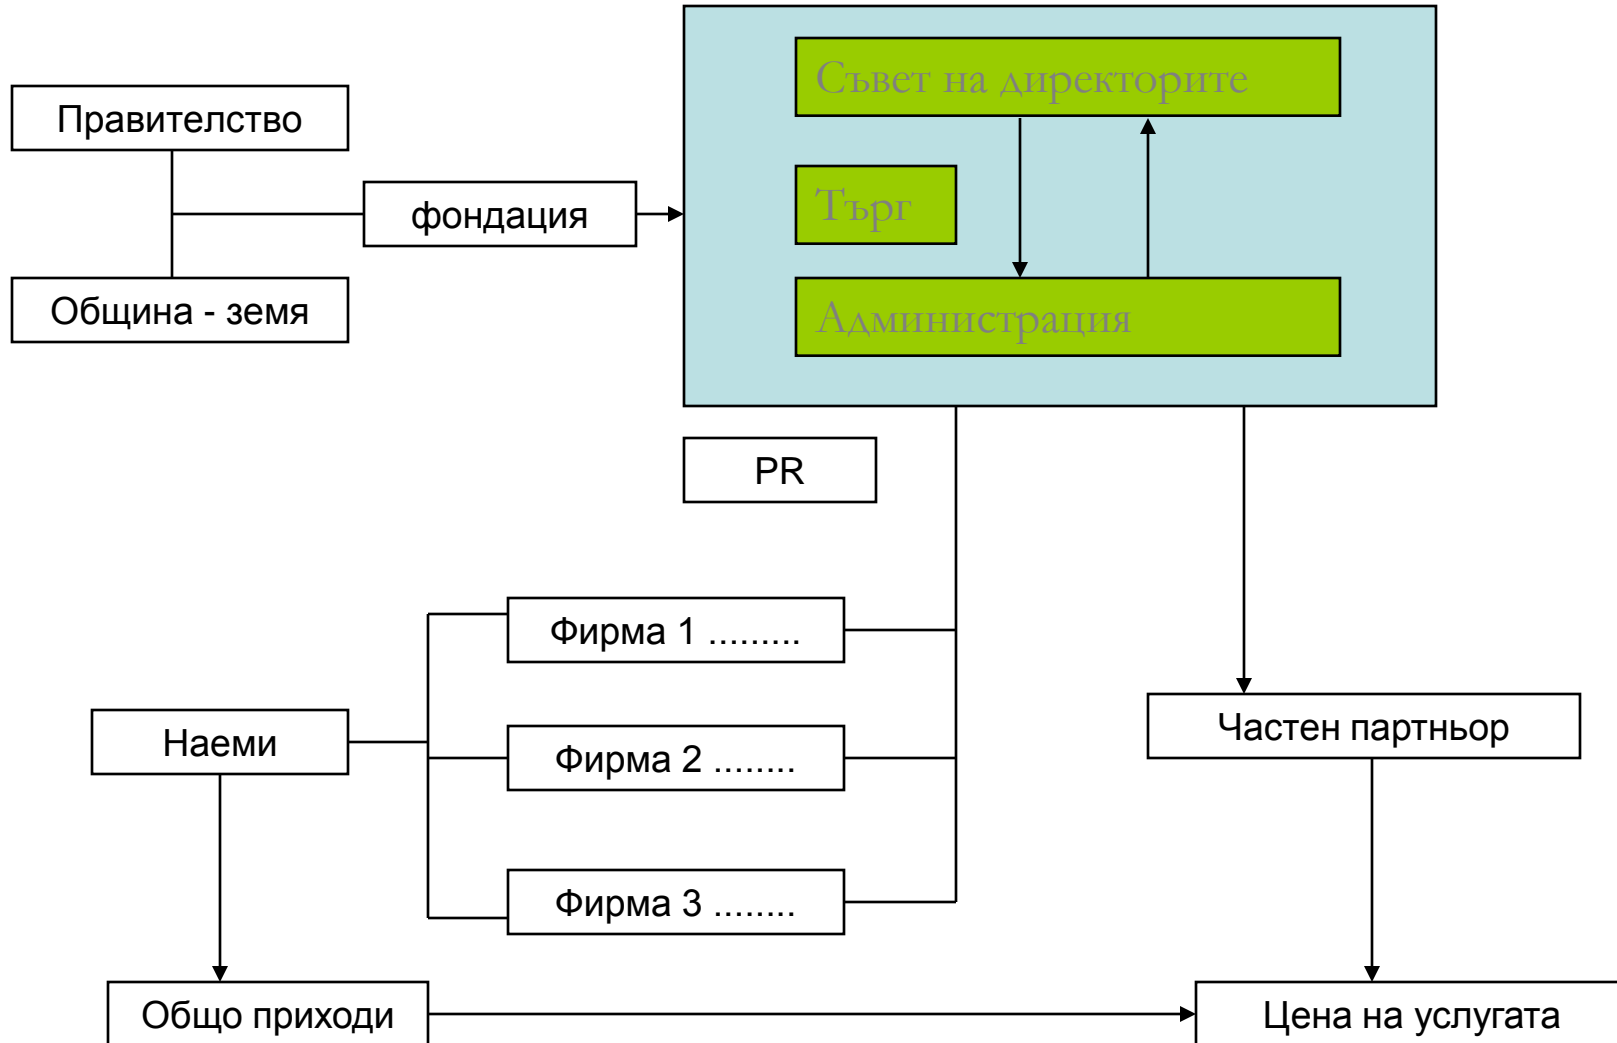 Съвет на директорите
Правителство
Търг
фондация
Община - земя
Администрация
PR
Фирма 1 .........
Наеми
Фирма 2 ........
Частен партньор
Фирма 3 ........
Общо приходи
Цена на услугата